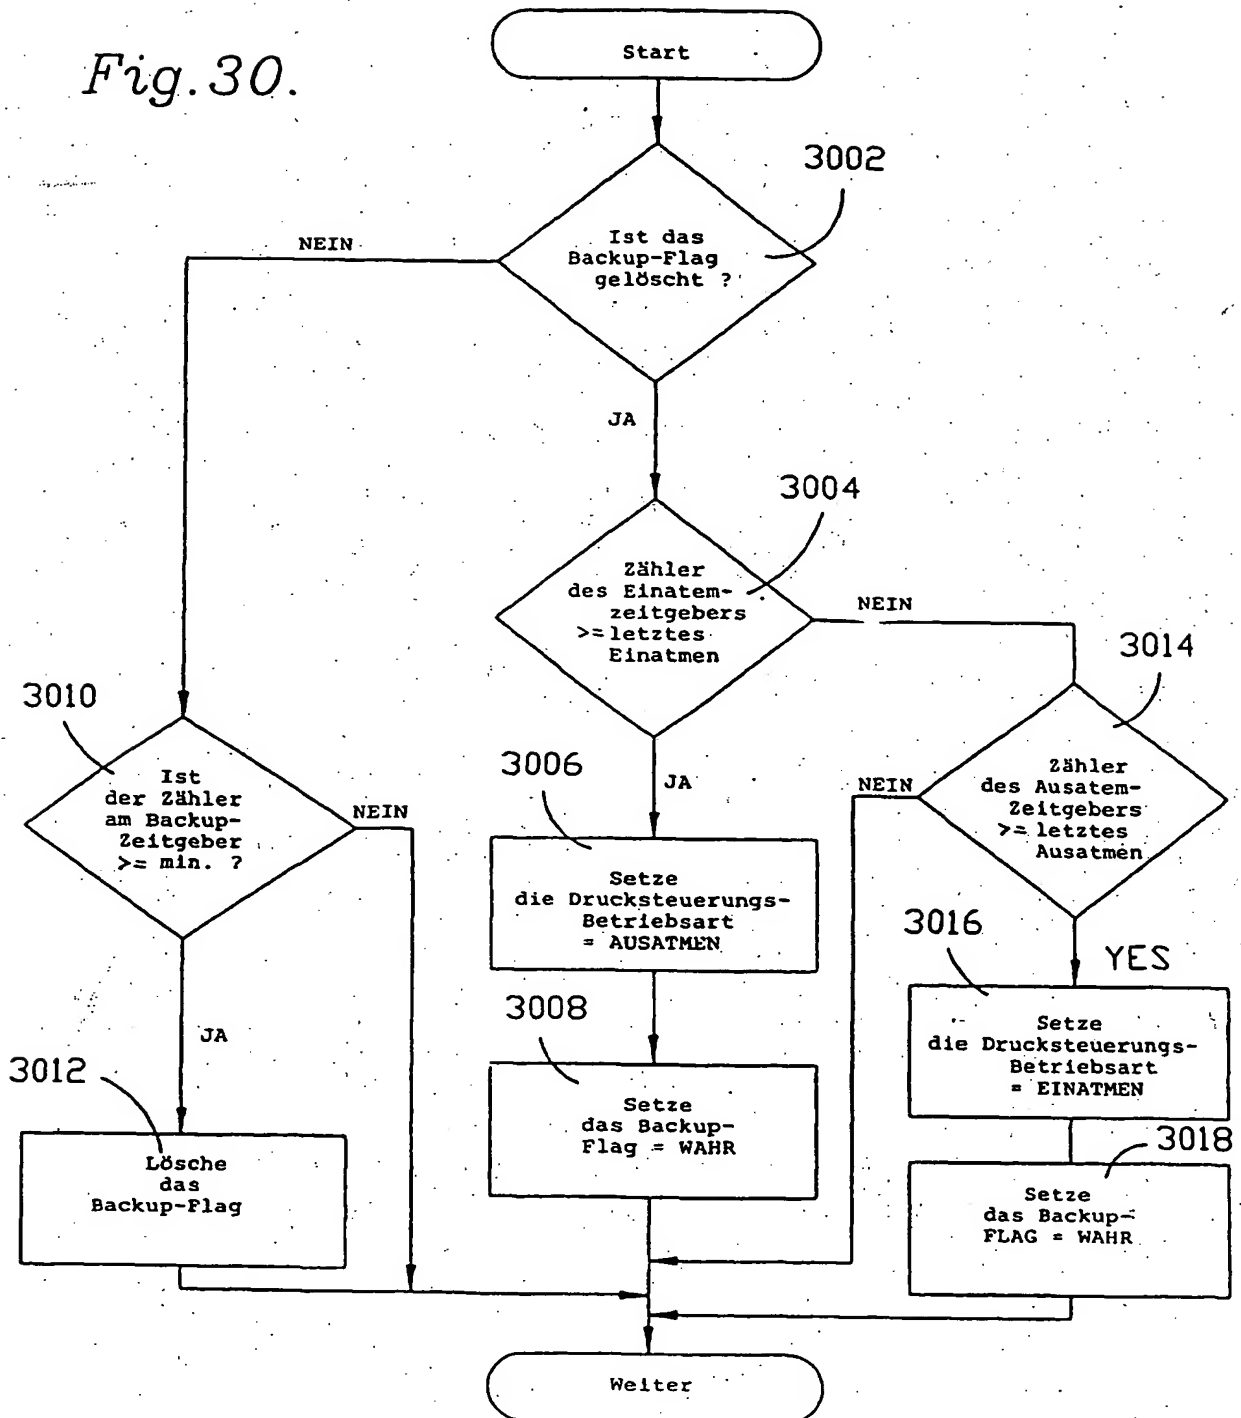 Fig.30.
Start
3002
Ist das
Backup-Flag
gelöscht ?
NEIN
JA
3004
Zähler
des Einatem-
zeitgebers
>= letztes
Einatmen
NEIN
3014
Zähler
des Ausatem-
Zeitgebers
>= letztes
Ausatmen
NEIN
YES
3010
Ist
der Zähler
am Backup-
Zeitgeber
>= min. ?
NEIN
JA
3006
JA
Setze
die Drucksteuerungs-
Betriebsart
= AUSATMEN
3016
Setze
die Drucksteuerungs-
Betriebsart
= EINATMEN
3008
Setze
das Backup-
Flag = WAHR
3012
Lösche
das
Backup-Flag
3018
Setze
das Backup-
FLAG = WAHR
Weiter